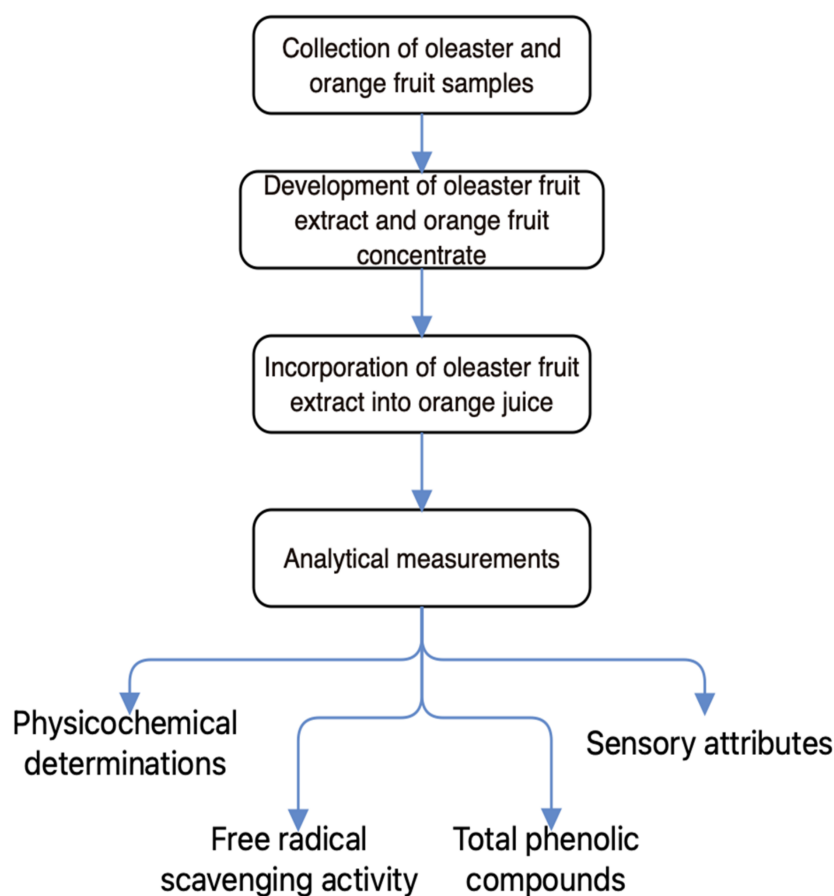 Collection of oleaster and
orange fruit samples
Development of oleaster fruit
extract and orange fruit
concentrate
Incorporation of oleaster fruit
extract into orange juice
Analytical measurements
Physicochemical
determinations
Sensory attributes
Free radical
scavenging activity
Total phenolic
compounds